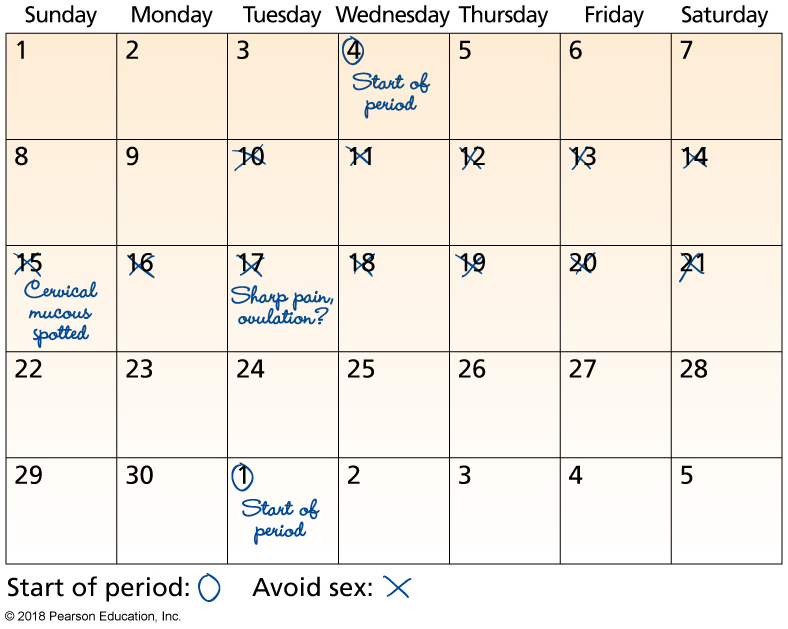 Sunday Monday Tuesday Wednesday Thursday Friday Saturday
1 2 3 4 5 6 7
Start of
period
8 9 10 11 12 13 14
15 16 17 18 19 20 21
Cervical
mucous
spotted
Sharp pain,
ovulation?
22 23 24 25 26 27 28
29 30 1 2 3 4 5
Start of
period
Start of period: Avoid sex:
© 2018 Pearson Education, Inc.